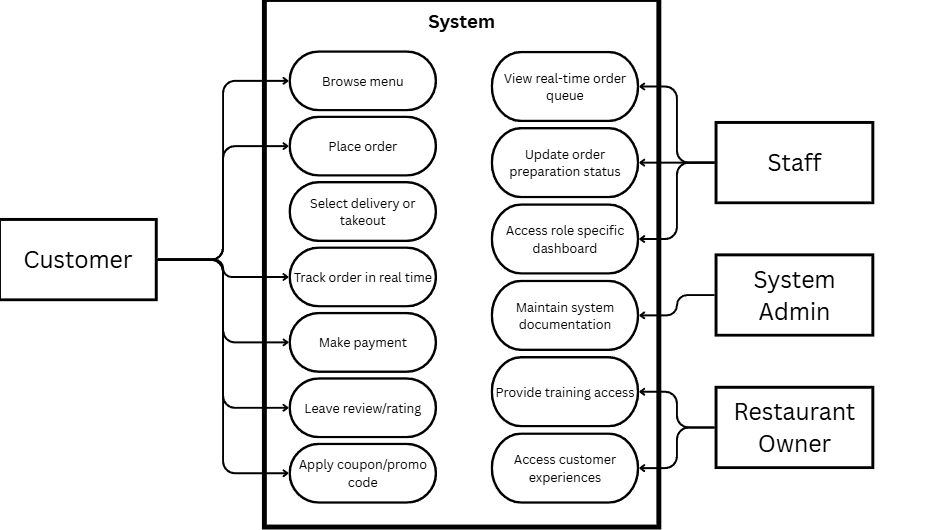 System
Customer
Browse menu
Place order
Select delivery or
takeout
Track order in real time
Make payment
Leave review/rating
Apply coupon/promo
code
View real-time order
queue
Update order
preparation status
Access role specific
dashboard
Maintain system
documentation
Provide training access
Access customer
experiences
Staff
System
Admin
Restaurant
Owner